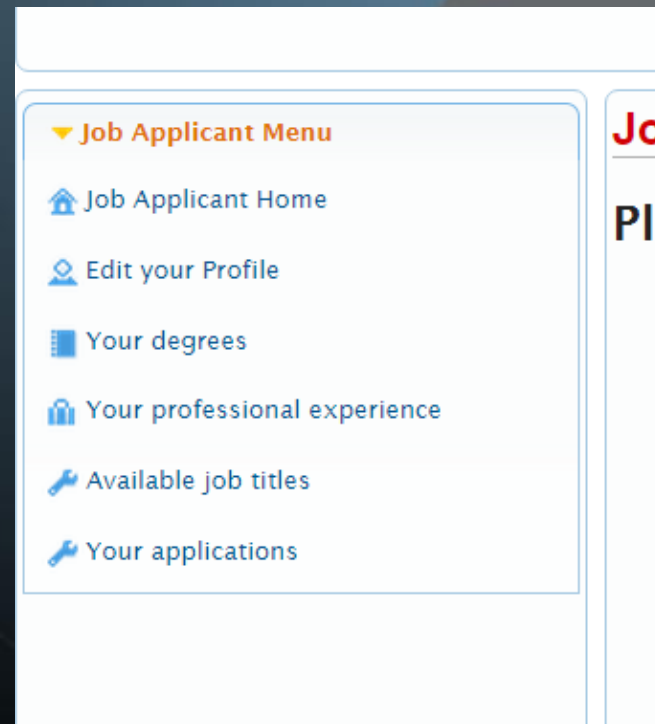 Job Applicant Menu
Job Applicant Home
Edit your Profile
Your degrees
Your professional experience
Available job titles
Your applications